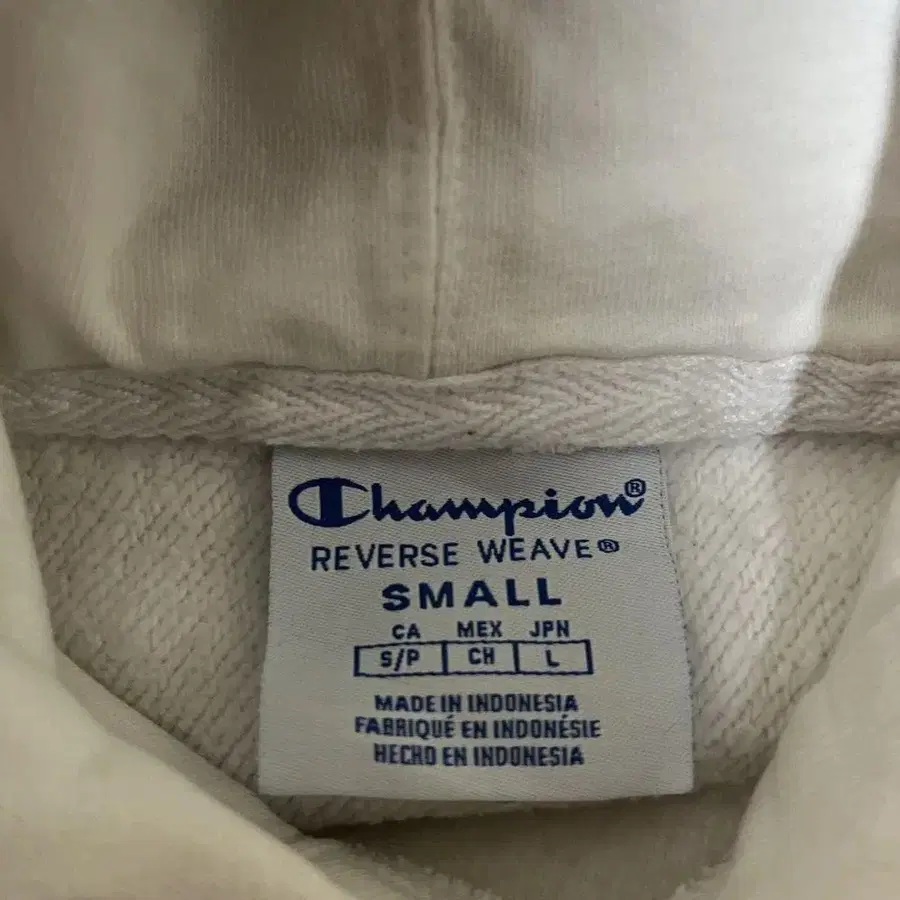 Champion®
REVERSE WEAVE®
SMALL
CA MEX JPN
S/P CH L
MADE IN INDONESIA
FABRIQUÉ EN INDONÉSIE
HECHO EN INDONESIA